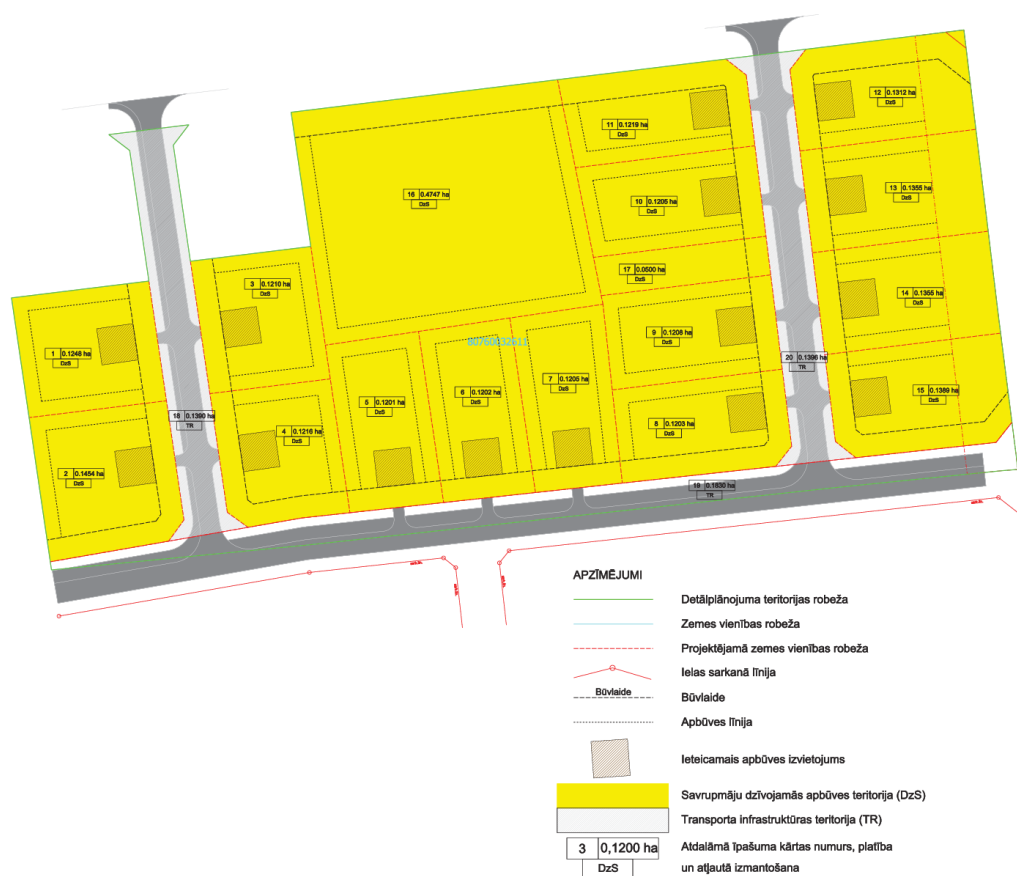 12 0.1312 ha
DzS
11 0.1219 ha
DzS
13 0.1355 ha
DzS
16 0.4747 ha
DzS
10 0.1205 ha
DzS
17 0.0500 ha
DzS
3 0.1210 ha
DzS
14 0.1355 ha
DzS
9 0.1208 ha
DzS
80760032611
1 0.1248 ha
DzS
20 0.1396 ha
TR
7 0.1205 ha
DzS
6 0.1202 ha
DzS
15 0.1389 ha
DzS
5 0.1201 ha
DzS
18 0.1390 ha
TR
8 0.1203 ha
DzS
4 0.1216 ha
DzS
2 0.1454 ha
DzS
19 0.1830 ha
TR
APZĪMĒJUMI
Detālplānojuma teritorijas robeža
Zemes vienības robeža
Projektējamā zemes vienības robeža
Ielas sarkanā līnija
Būvlaide
Būvlaide
Apbūves līnija
Ieteicamais apbūves izvietojums
Savrupmāju dzīvojamās apbūves teritorija (DzS)
Transporta infrastruktūras teritorija (TR)
3 0,1200 ha
DzS
Atdalāmā īpašuma kārtas numurs, platība
un atļautā izmantošana